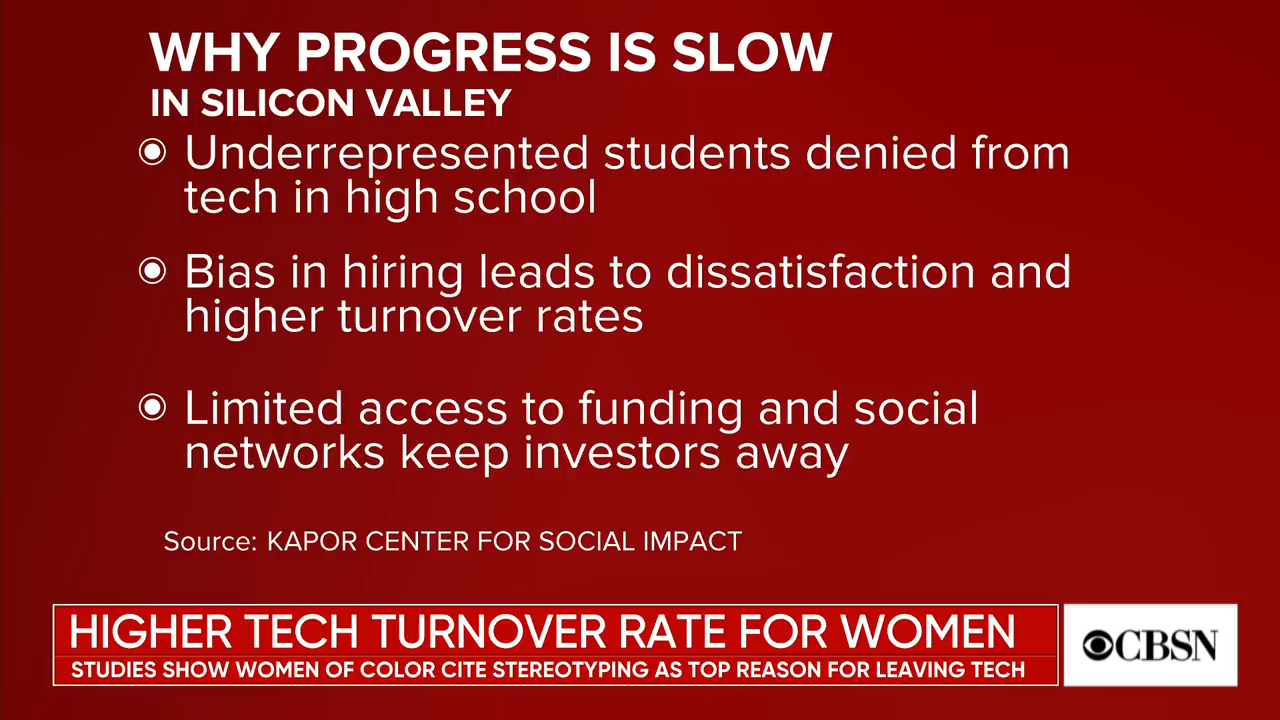 WHY PROGRESS IS SLOW
IN SILICON VALLEY
Underrepresented students denied from
tech in high school
Bias in hiring leads to dissatisfaction and
higher turnover rates
Limited access to funding and social
networks keep investors away
Source: KAPOR CENTER FOR SOCIAL IMPACT
HIGHER TECH TURNOVER RATE FOR WOMEN
STUDIES SHOW WOMEN OF COLOR CITE STEREOTYPING AS TOP REASON FOR LEAVING TECH
CBSN